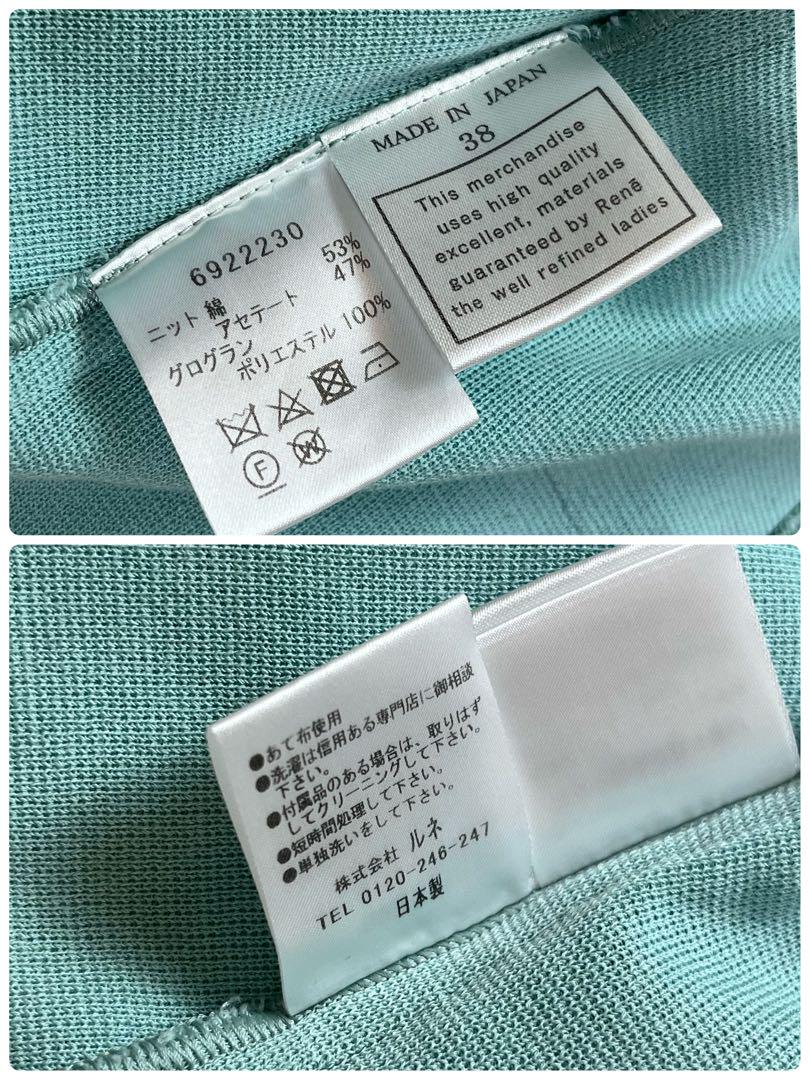 MADE IN JAPAN
38
This merchandise
uses high quality
excellent, materials
guaranteed by René
the well refined ladies
6922230
ニット 綿 53%
アセテート 47%
グログラン
ポリエステル 100%
F
W
●あて布使用
●洗濯は信用ある専門店に御相談
下さい。
●付属品のある場合は、取りはず
してクリーニングして下さい。
●短時間処理して下さい。
●単独洗いをして下さい。
株式会社 ルネ
TEL 0120-246-247
日本製